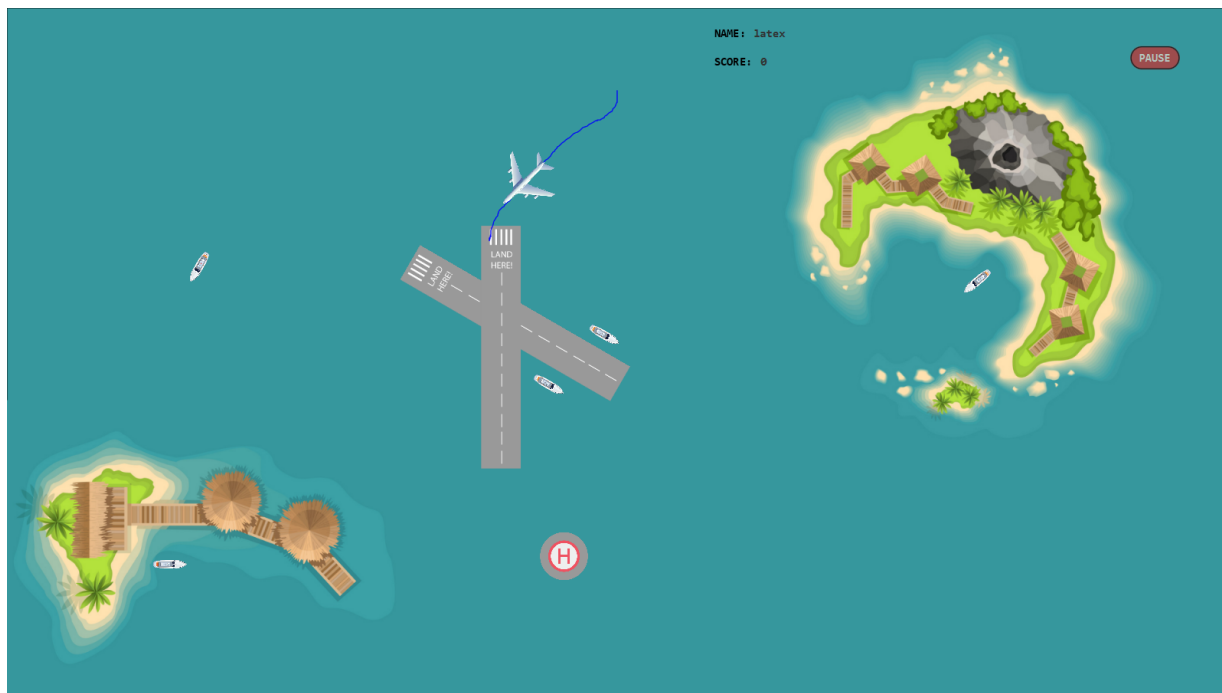 NAME: latex
SCORE: 0
PAUSE
LAND
HERE!
LAND
HERE!
H